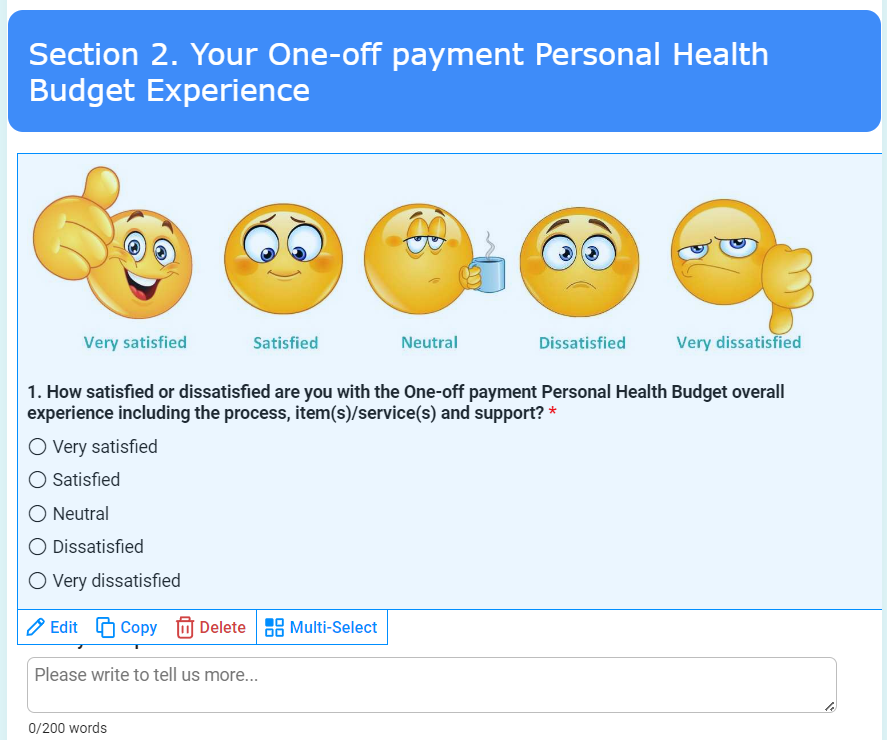 Section 2. Your One-off payment Personal Health
Budget Experience
Very satisfied Satisfied Neutral Dissatisfied Very dissatisfied
1. How satisfied or dissatisfied are you with the One-off payment Personal Health Budget overall
experience including the process, item(s)/service(s) and support? *
Very satisfied
Satisfied
Neutral
Dissatisfied
Very dissatisfied
Edit Copy Delete Multi-Select
Please write to tell us more...
0/200 words